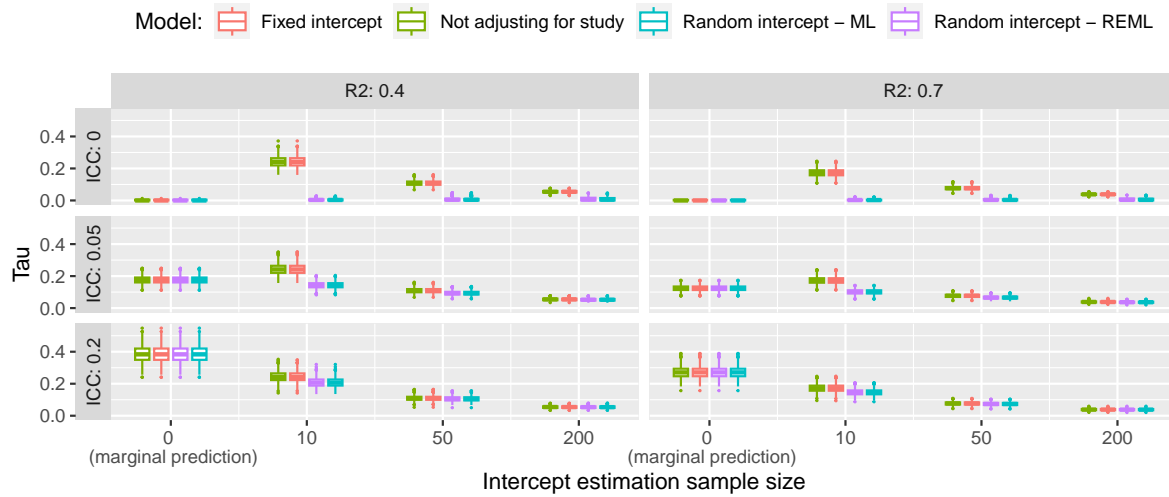 Model: Fixed intercept Not adjusting for study Random intercept − ML Random intercept − REML
R2: 0.4 R2: 0.7
ICC: 0
0.4
0.2
0.0
ICC: 0.05
0.4
0.2
0.0
ICC: 0.2
0.4
0.2
0.0
Tau
0 10 50 200 0 10 50 200
(marginal prediction) (marginal prediction)
Intercept estimation sample size